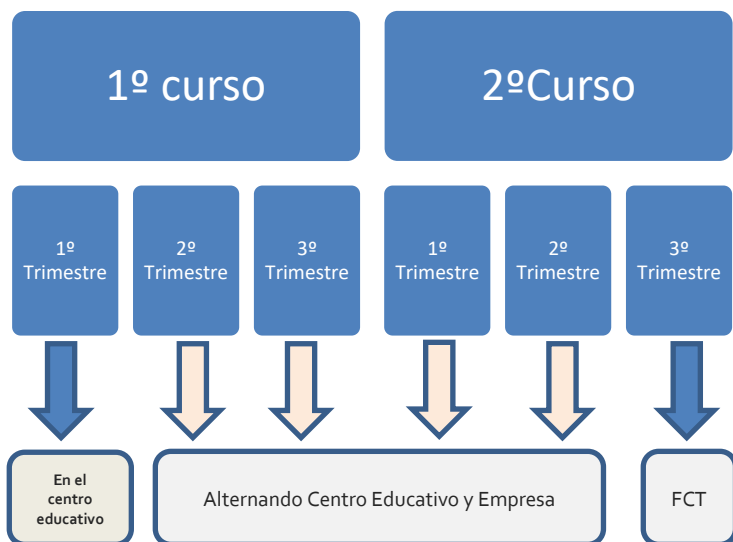 1º curso
2ºCurso
1º
Trimestre
2º
Trimestre
3º
Trimestre
1º
Trimestre
2º
Trimestre
3º
Trimestre
En el
centro
educativo
Alternando Centro Educativo y Empresa
FCT